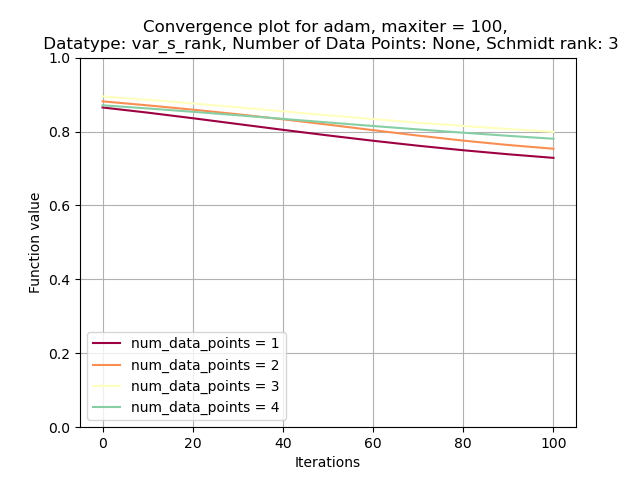 Convergence plot for adam, maxiter = 100,
Datatype: var_s_rank, Number of Data Points: None, Schmidt rank: 3
1.0
0.8
0.6
0.4
0.2
0.0
Function value
num_data_points = 1
num_data_points = 2
num_data_points = 3
num_data_points = 4
0 20 40 60 80 100
Iterations